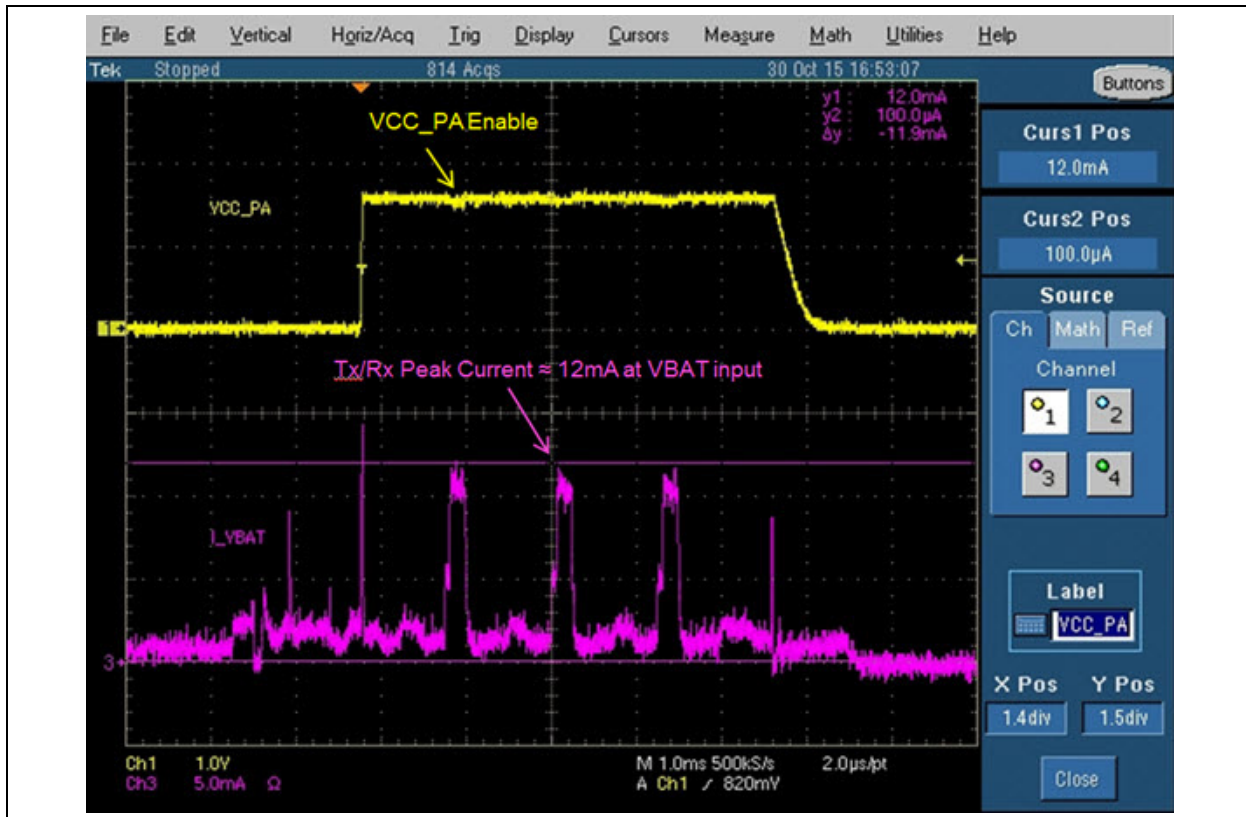 File Edit Vertical Horiz/Acq Trig Display Cursors Measure Math Utilities Help
Tek Stopped 814 Acqs 30 Oct 15 16:53:07
Buttons
y1 : 12.0mA
y2 : 100.0µA
Δy : -11.9mA
VCC_PA Enable
VCC_PA
Curs1 Pos
12.0mA
Curs2 Pos
100.0µA
Source
Ch Math Ref
Channel
1 2
3 4
Tx/Rx Peak Current ≈ 12mA at VBAT input
I_VBAT
3
Label
VCC_PA
X Pos Y Pos
1.4div 1.5div
Close
Ch1 1.0V M 1.0ms 500kS/s 2.0µs/pt
Ch3 5.0mA Ω A Ch1 / 820mV